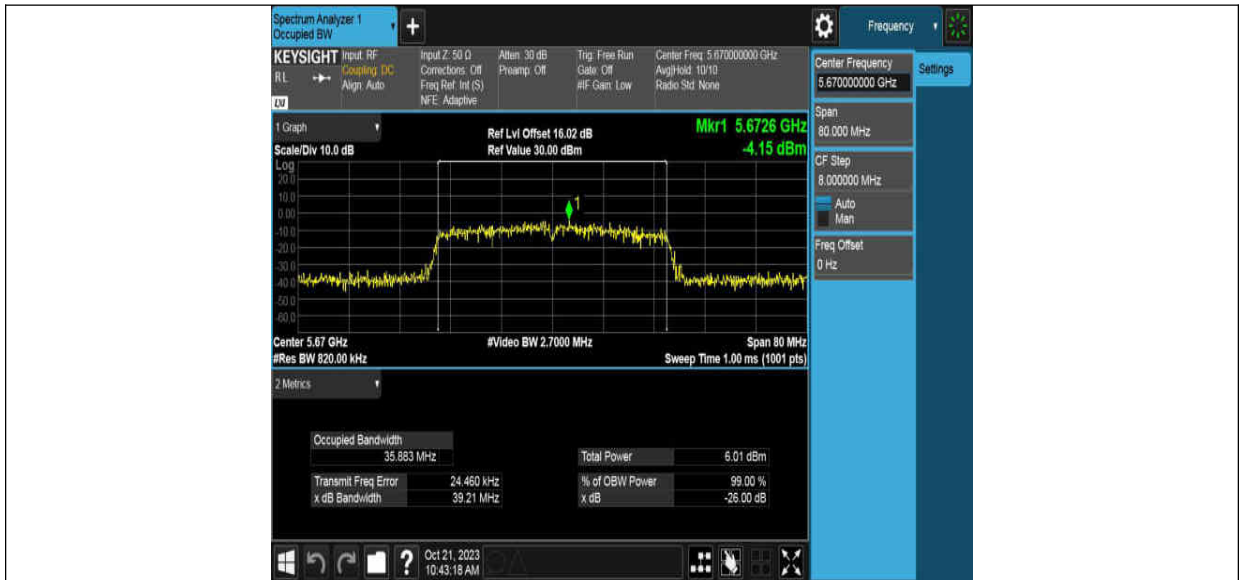 Spectrum Analyzer 1
Occupied BW
+
Frequency
KEYSIGHT
RL
LXI
Input: RF
Coupling: DC
Align: Auto
Input Z: 50 Ω
Corrections: Off
Freq Ref: Int (S)
NFE: Adaptive
Atten: 30 dB
Preamp: Off
Trig: Free Run
Gate: Off
#IF Gain: Low
Center Freq: 5.670000000 GHz
Avg|Hold: 10/10
Radio Std: None
Center Frequency
5.670000000 GHz
Settings
Span
80.000 MHz
CF Step
8.000000 MHz
Auto
Man
Freq Offset
0 Hz
1 Graph
Scale/Div 10.0 dB
Ref Lvl Offset 16.02 dB
Ref Value 30.00 dBm
Mkr1 5.6726 GHz
-4.15 dBm
Log
20.0
10.0
0.00
-10.0
-20.0
-30.0
-40.0
-50.0
-60.0
1
Center 5.67 GHz
#Video BW 2.7000 MHz
Span 80 MHz
#Res BW 820.00 kHz
Sweep Time 1.00 ms (1001 pts)
2 Metrics
Occupied Bandwidth
35.883 MHz
Total Power 6.01 dBm
Transmit Freq Error 24.460 kHz
% of OBW Power 99.00 %
x dB Bandwidth 39.21 MHz
x dB -26.00 dB
?
Oct 21, 2023
10:43:18 AM